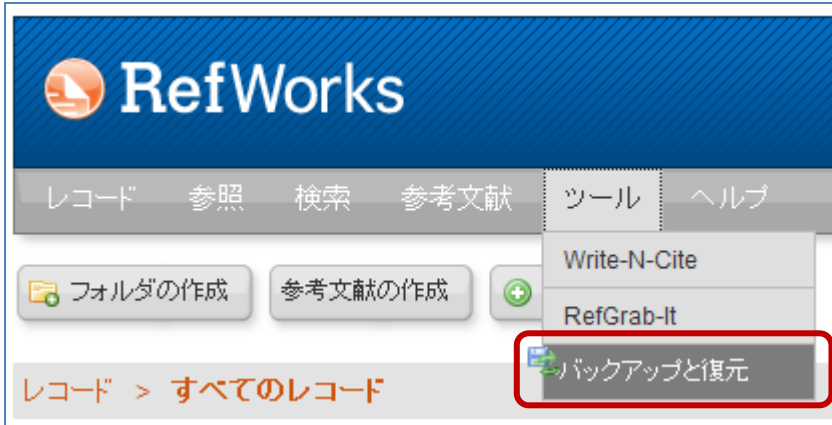 RefWorks
レコード 参照 検索 参考文献 ツール ヘルプ
Write-N-Cite
フォルダの作成 参考文献の作成
RefGrab-It
バックアップと復元
レコード > すべてのレコード